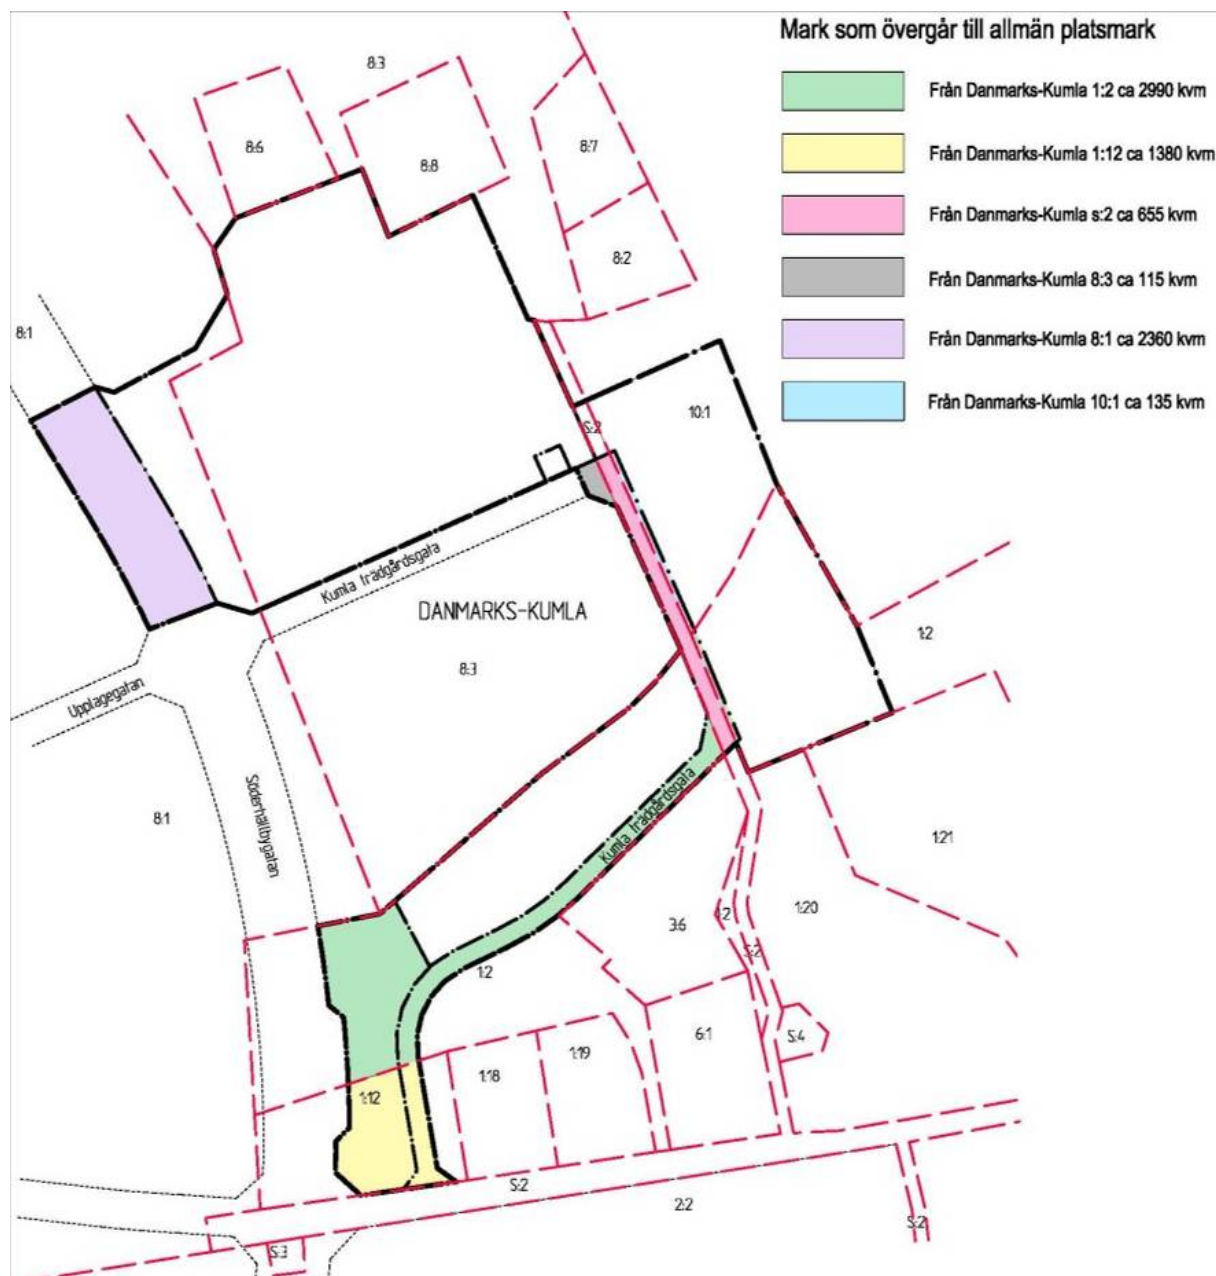 Mark som övergår till allmän platsmark
Från Danmarks-Kumla 1:2 ca 2990 kvm
Från Danmarks-Kumla 1:12 ca 1380 kvm
Från Danmarks-Kumla s:2 ca 655 kvm
Från Danmarks-Kumla 8:3 ca 115 kvm
Från Danmarks-Kumla 8:1 ca 2360 kvm
Från Danmarks-Kumla 10:1 ca 135 kvm
8:3
8:6
8:8
8:7
8:2
8:1
10:1
S:2
Kumla trädgårdsgata
DANMARKS-KUMLA
8:3
1:2
Upplagegatan
Söderhällbygatan
8:1
Kumla trädgårdsgata
1:21
1:20
3:6
1:2
S:2
1:2
6:1
S:4
1:19
1:18
1:12
S:2
2:2
S:2
S:3